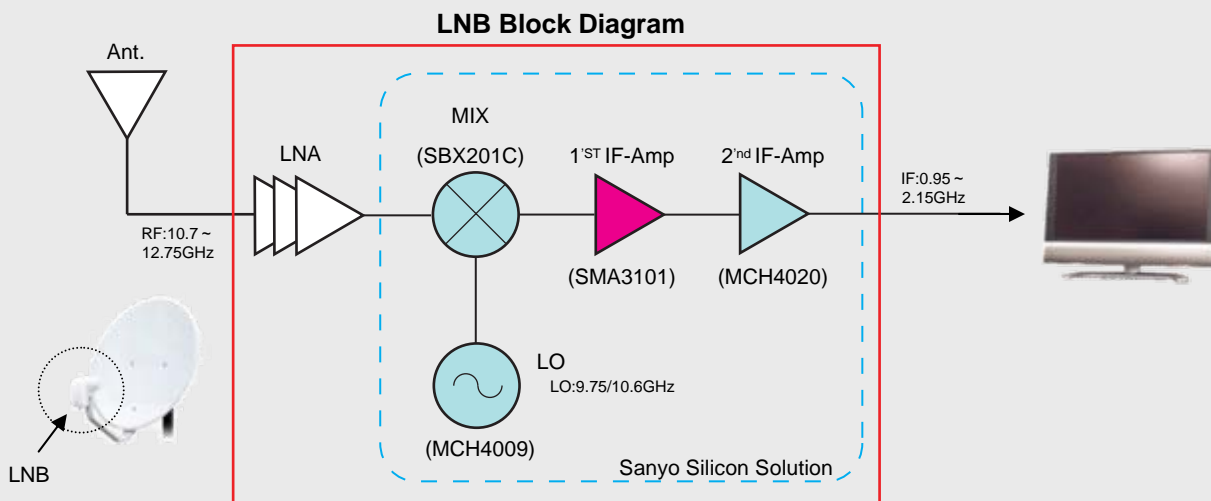 LNB Block Diagram
Ant.
MIX
(SBX201C)
LNA
1'ST IF-Amp
2'nd IF-Amp
IF:0.95 ~
2.15GHz
RF:10.7 ~
12.75GHz
(SMA3101)
(MCH4020)
LO
LO:9.75/10.6GHz
(MCH4009)
Sanyo Silicon Solution
LNB